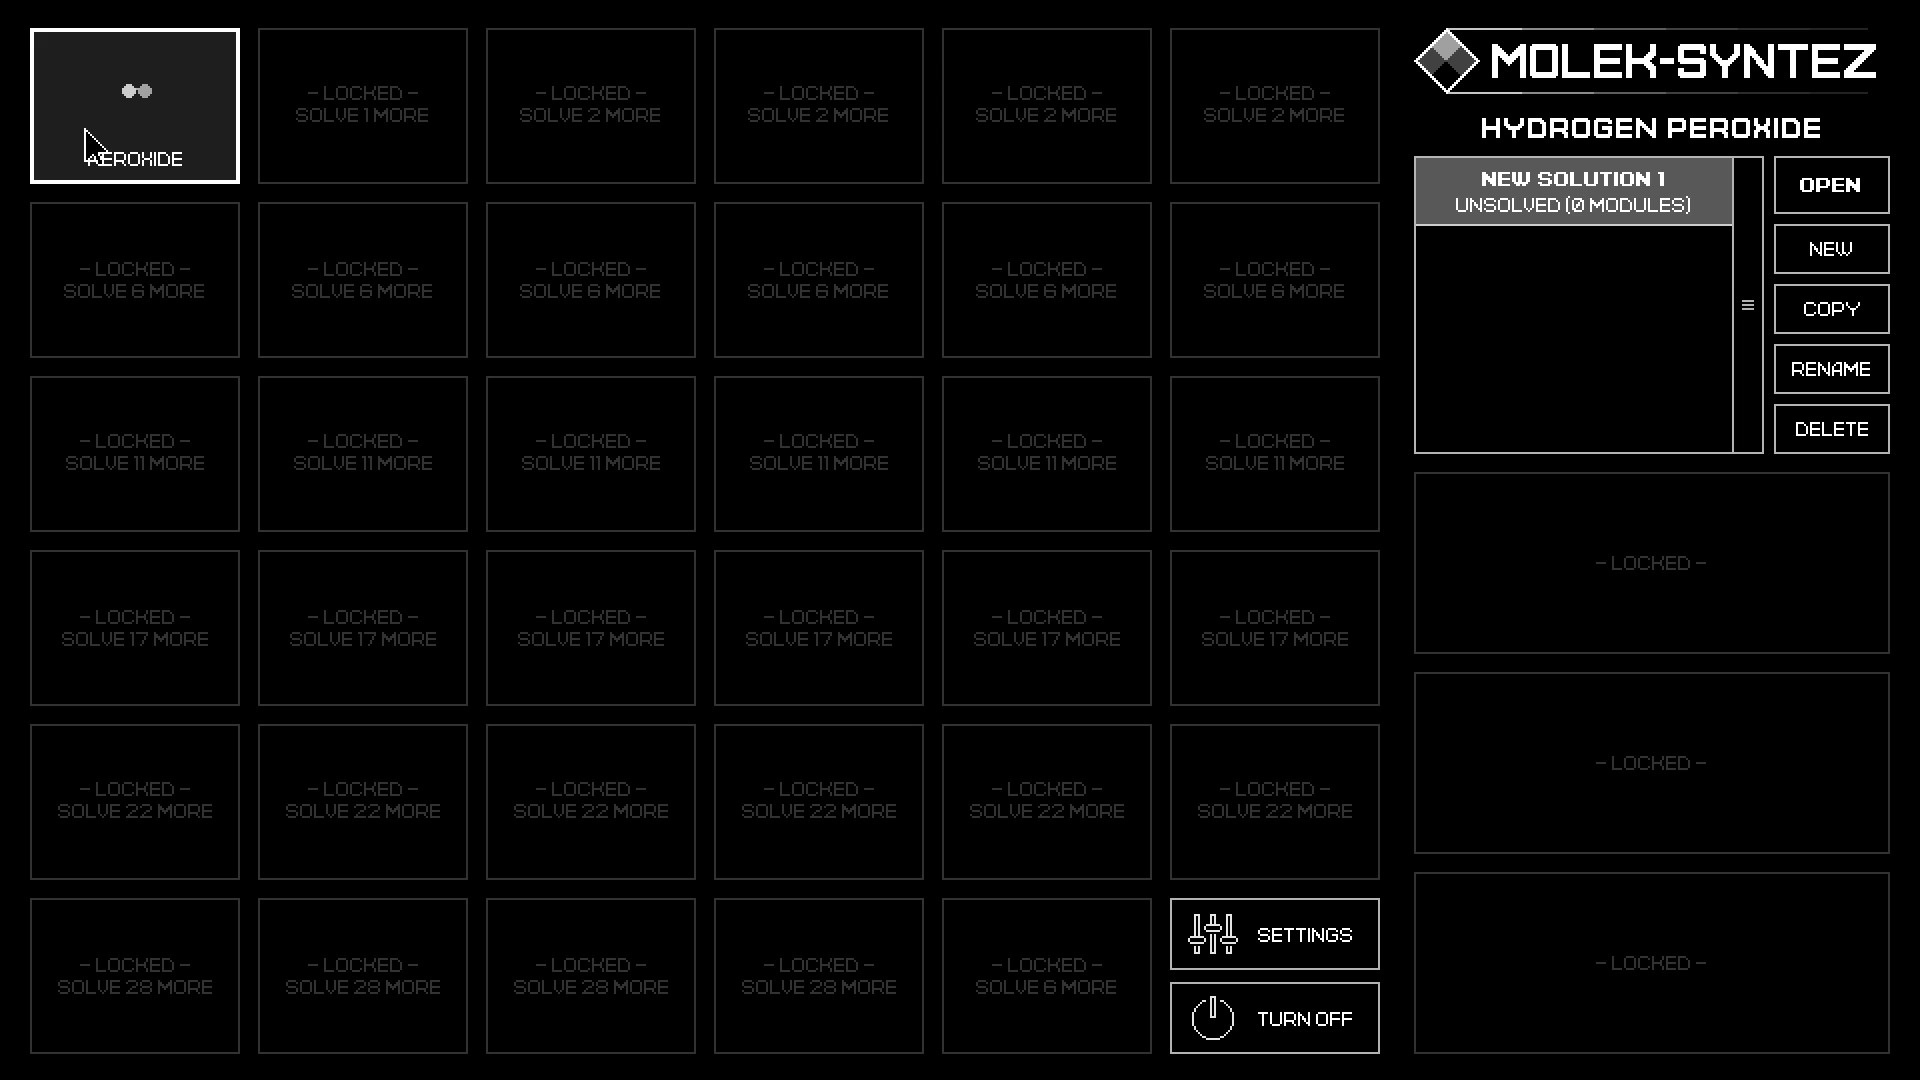 PEROXIDE
– LOCKED –
SOLVE 1 MORE
– LOCKED –
SOLVE 2 MORE
– LOCKED –
SOLVE 2 MORE
– LOCKED –
SOLVE 2 MORE
– LOCKED –
SOLVE 2 MORE
– LOCKED –
SOLVE 6 MORE
– LOCKED –
SOLVE 6 MORE
– LOCKED –
SOLVE 6 MORE
– LOCKED –
SOLVE 6 MORE
– LOCKED –
SOLVE 6 MORE
– LOCKED –
SOLVE 6 MORE
– LOCKED –
SOLVE 11 MORE
– LOCKED –
SOLVE 11 MORE
– LOCKED –
SOLVE 11 MORE
– LOCKED –
SOLVE 11 MORE
– LOCKED –
SOLVE 11 MORE
– LOCKED –
SOLVE 11 MORE
– LOCKED –
SOLVE 17 MORE
– LOCKED –
SOLVE 17 MORE
– LOCKED –
SOLVE 17 MORE
– LOCKED –
SOLVE 17 MORE
– LOCKED –
SOLVE 17 MORE
– LOCKED –
SOLVE 17 MORE
– LOCKED –
SOLVE 22 MORE
– LOCKED –
SOLVE 22 MORE
– LOCKED –
SOLVE 22 MORE
– LOCKED –
SOLVE 22 MORE
– LOCKED –
SOLVE 22 MORE
– LOCKED –
SOLVE 22 MORE
– LOCKED –
SOLVE 28 MORE
– LOCKED –
SOLVE 28 MORE
– LOCKED –
SOLVE 28 MORE
– LOCKED –
SOLVE 28 MORE
– LOCKED –
SOLVE 6 MORE
SETTINGS
TURN OFF
MOLEK-SYNTEZ
HYDROGEN PEROXIDE
NEW SOLUTION 1
UNSOLVED (0 MODULES)
OPEN
NEW
COPY
RENAME
DELETE
– LOCKED –
– LOCKED –
– LOCKED –